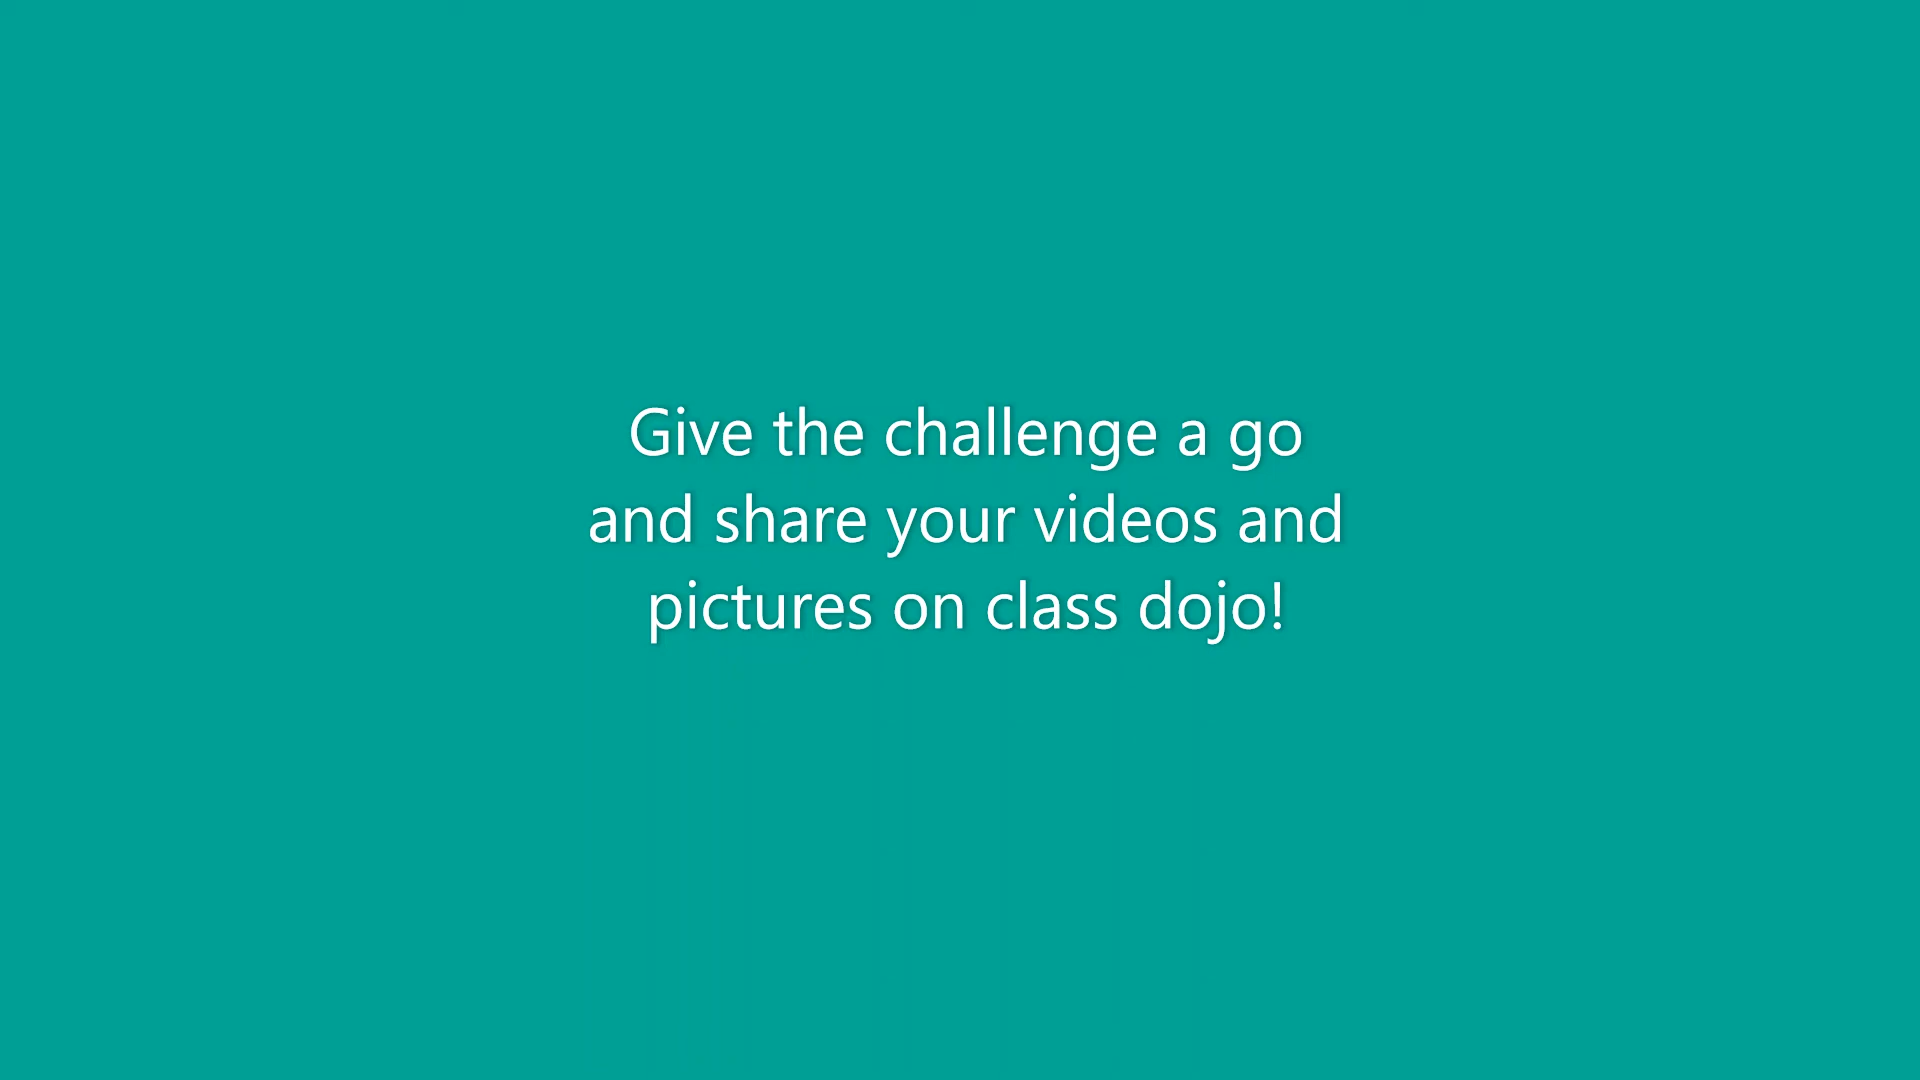 Give the challenge a go
and share your videos and
pictures on class dojo!